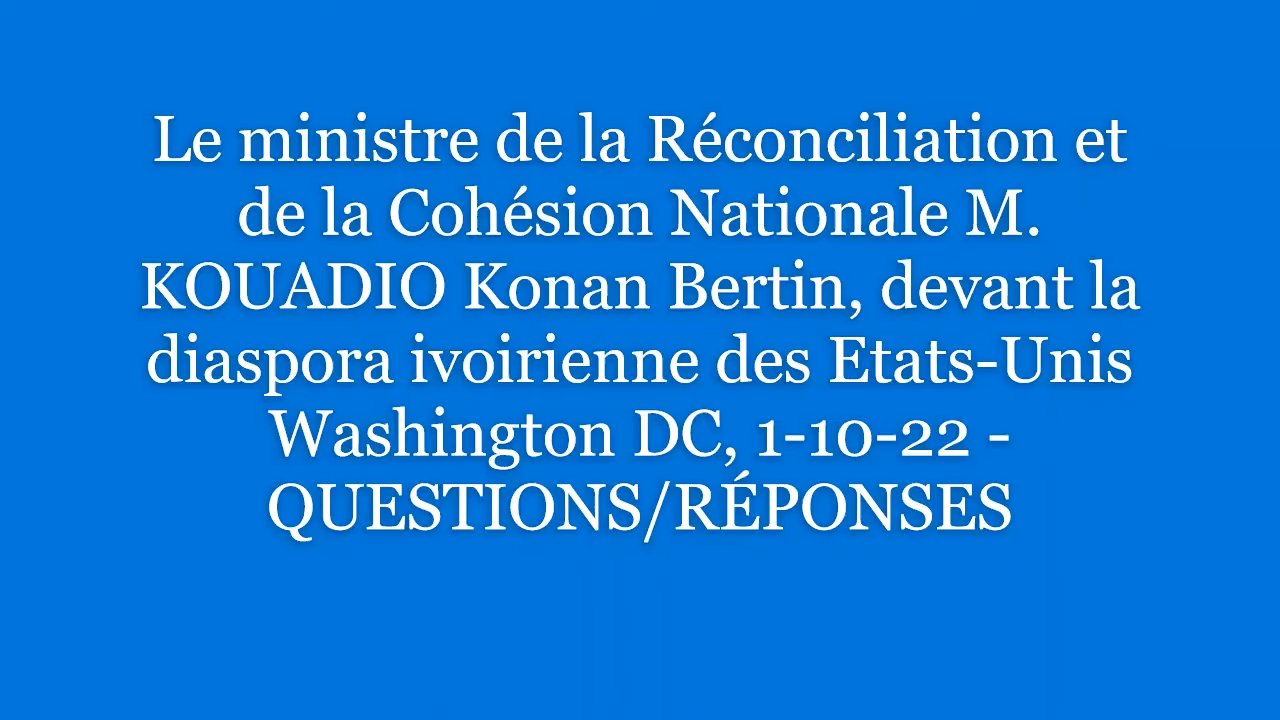 Le ministre de la Réconciliation et
de la Cohésion Nationale M.
KOUADIO Konan Bertin, devant la
diaspora ivoirienne des Etats-Unis
Washington DC, 1-10-22 -
QUESTIONS/RÉPONSES